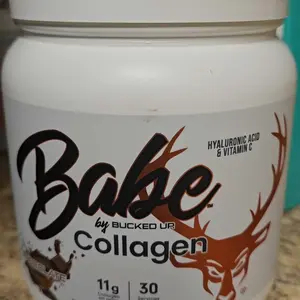 HYALURONIC ACID
& VITAMIN C
Babe
by BUCKED UP
Collagen
11g 30